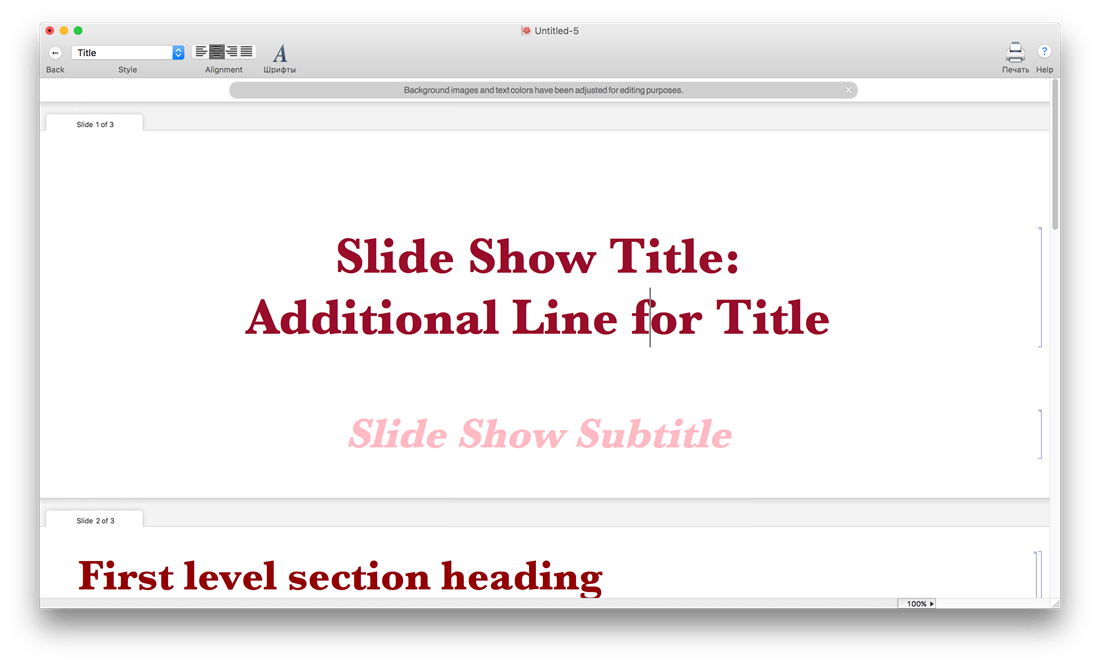 Untitled-5
Title
Back
Style
Alignment
A
Шрифты
Печать
?
Help
Background images and text colors have been adjusted for editing purposes.
Slide 1 of 3
Slide Show Title:
Additional Line for Title
Slide Show Subtitle
Slide 2 of 3
First level section heading
100%